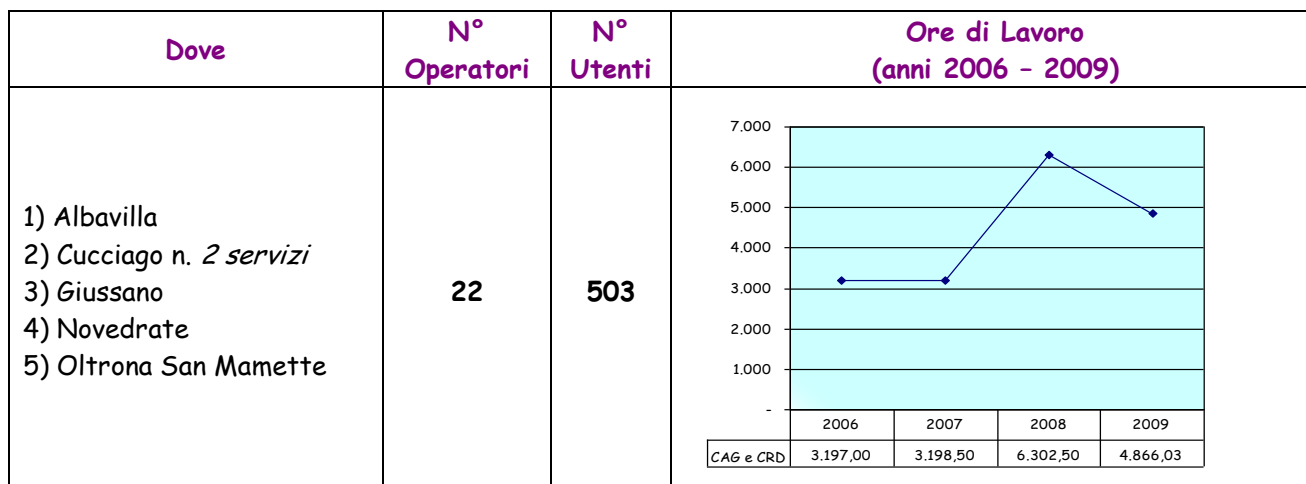 Dove
N°
Operatori
N°
Utenti
Ore di Lavoro
(anni 2006 – 2009)
1) Albavilla
2) Cucciago n. 2 servizi
3) Giussano
4) Novedrate
5) Oltrona San Mamette
22
503
7.000
6.000
5.000
4.000
3.000
2.000
1.000
-
2006 2007 2008 2009
CAG e CRD 3.197,00 3.198,50 6.302,50 4.866,03